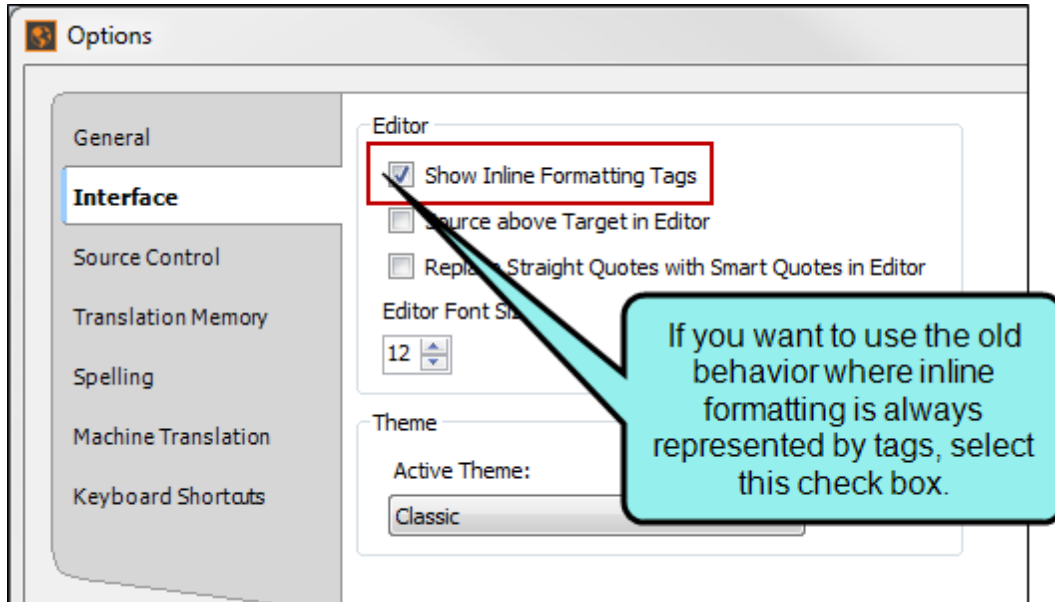 Options
General
Interface
Source Control
Translation Memory
Spelling
Machine Translation
Keyboard Shortcuts
Editor
Show Inline Formatting Tags
Source above Target in Editor
Replace Straight Quotes with Smart Quotes in Editor
Editor Font
12
Theme
Active Theme:
Classic
If you want to use the old
behavior where inline
formatting is always
represented by tags, select
this check box.